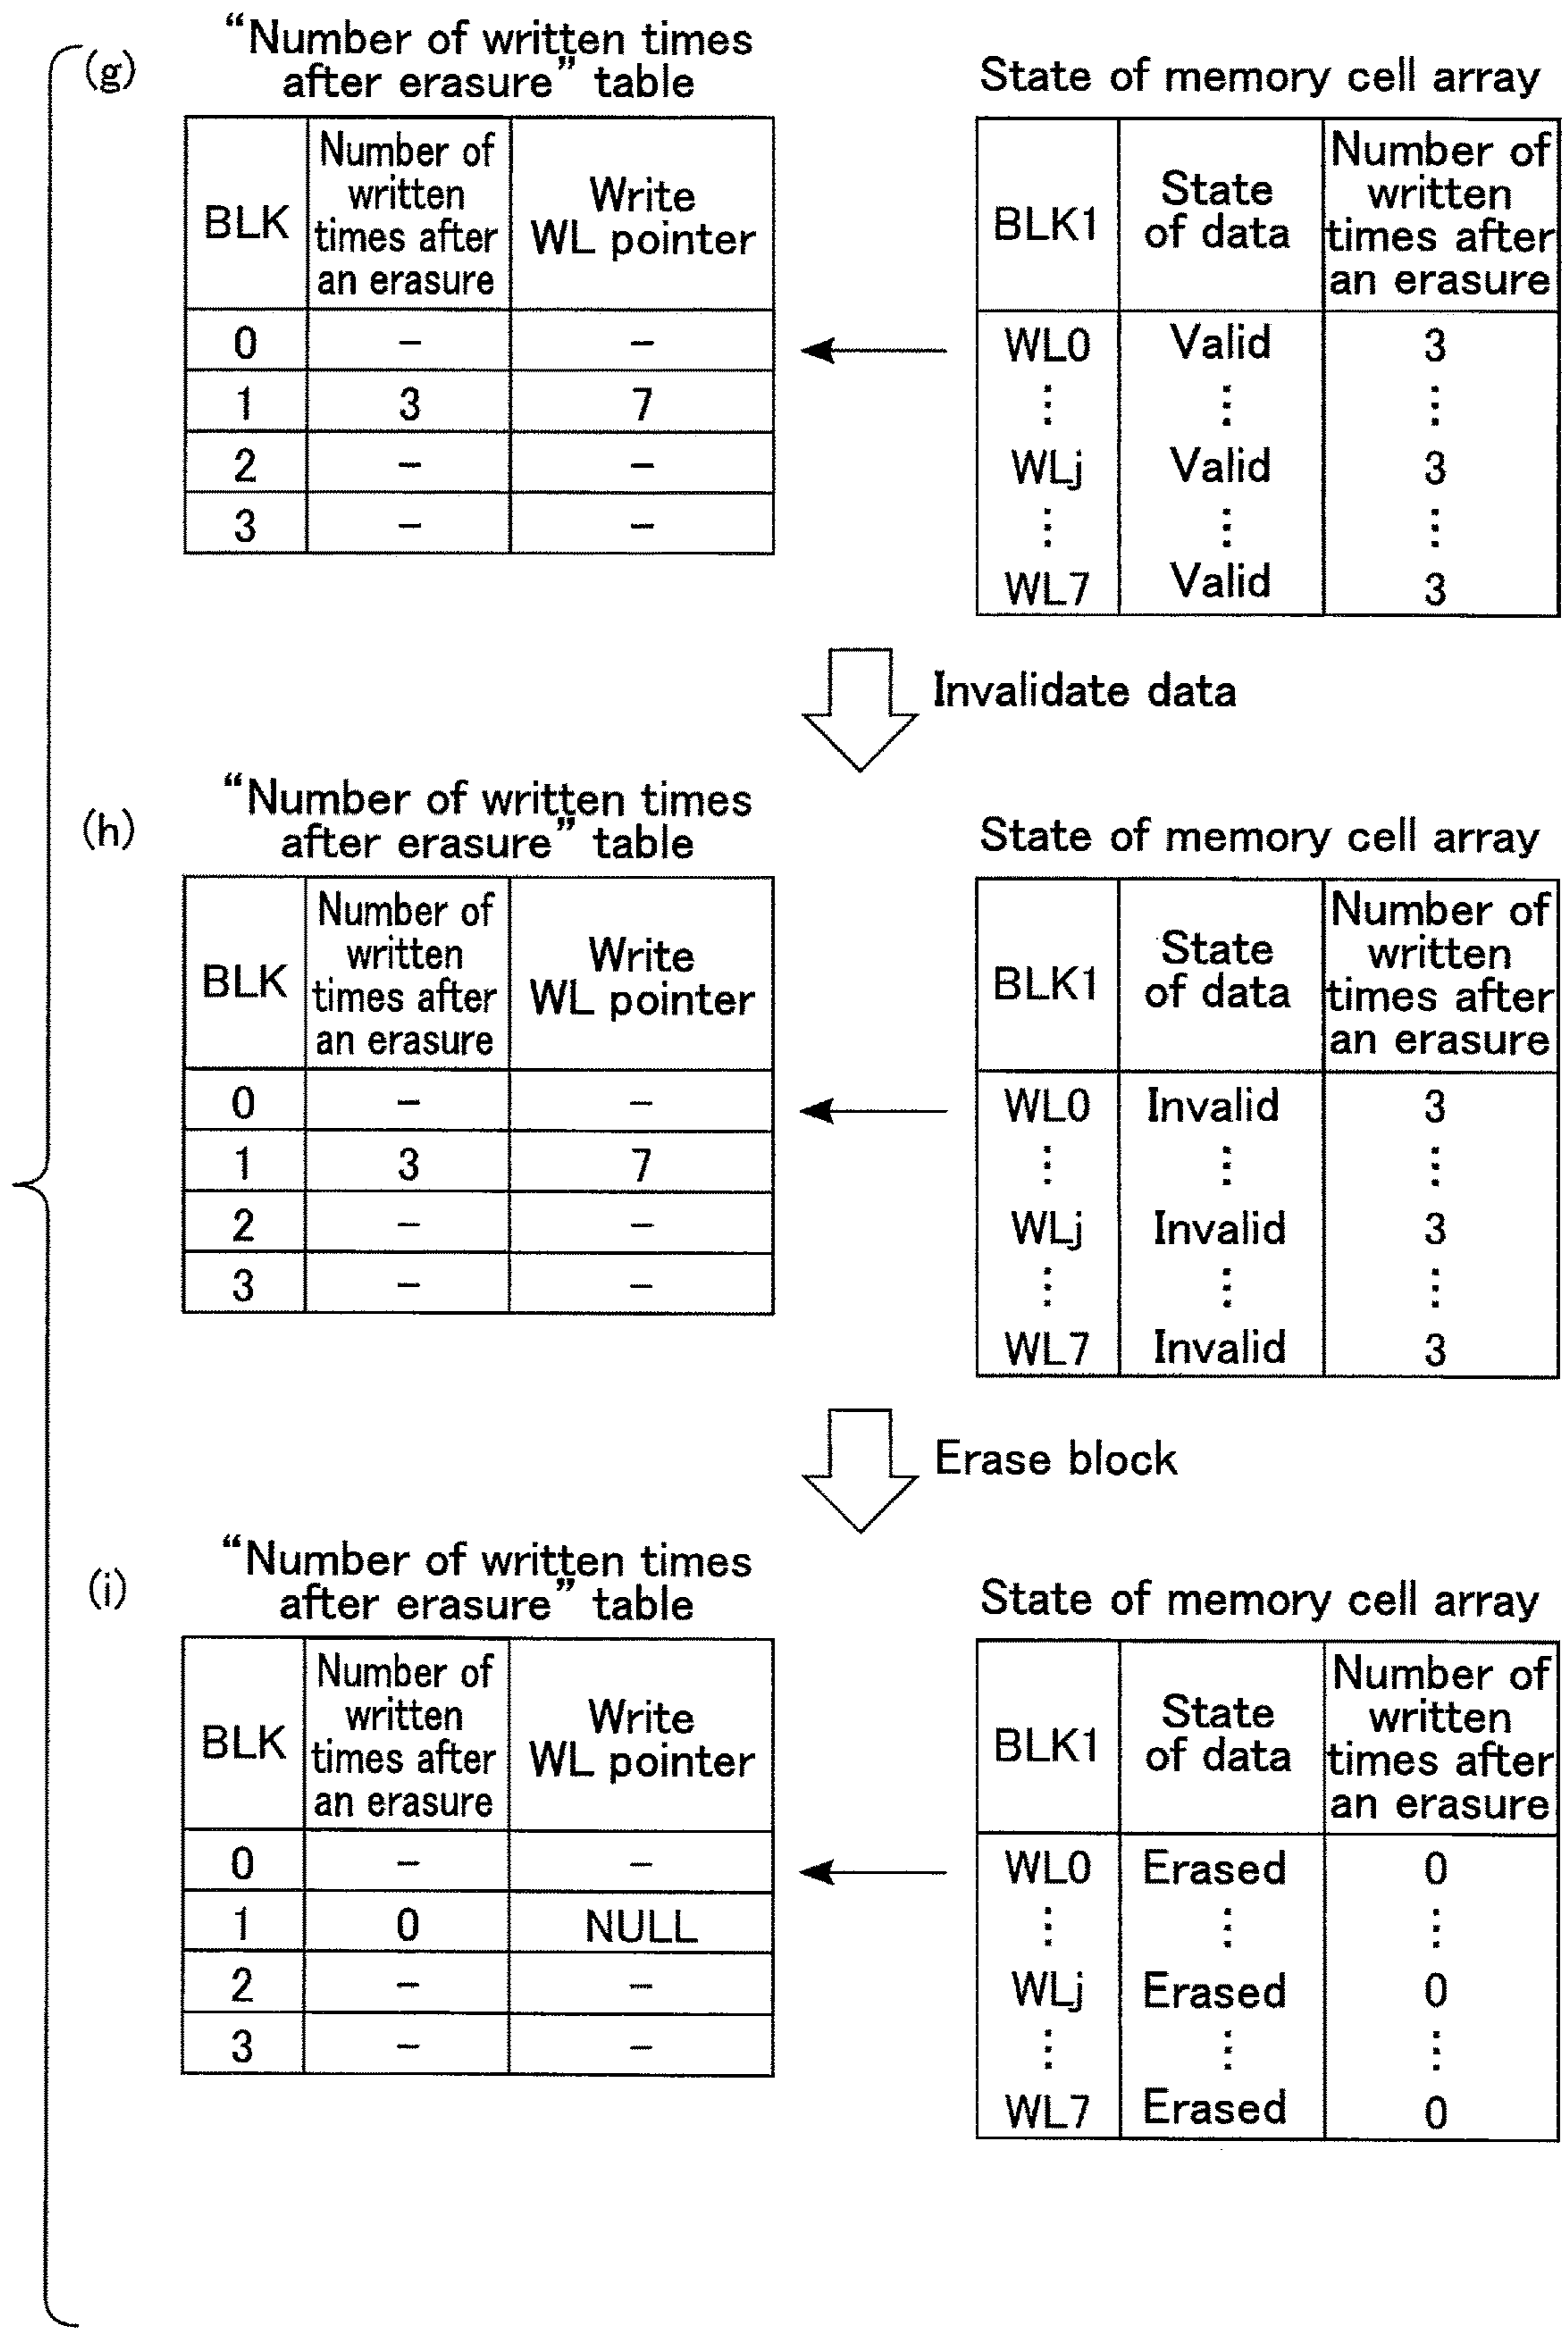 (g)
“Number of written times
after erasure” table
BLK
Number of
written
times after
an erasure
Write
WL pointer
0 – –
1 3 7
2 – –
3 – –
State of memory cell array
BLK1
State
of data
Number of
written
times after
an erasure
WL0 Valid 3
⋮ ⋮ ⋮
WLj Valid 3
⋮ ⋮ ⋮
WL7 Valid 3
Invalidate data
(h)
“Number of written times
after erasure” table
BLK
Number of
written
times after
an erasure
Write
WL pointer
0 – –
1 3 7
2 – –
3 – –
State of memory cell array
BLK1
State
of data
Number of
written
times after
an erasure
WL0 Invalid 3
⋮ ⋮ ⋮
WLj Invalid 3
⋮ ⋮ ⋮
WL7 Invalid 3
Erase block
(i)
“Number of written times
after erasure” table
BLK
Number of
written
times after
an erasure
Write
WL pointer
0 – –
1 0 NULL
2 – –
3 – –
State of memory cell array
BLK1
State
of data
Number of
written
times after
an erasure
WL0 Erased 0
⋮ ⋮ ⋮
WLj Erased 0
⋮ ⋮ ⋮
WL7 Erased 0